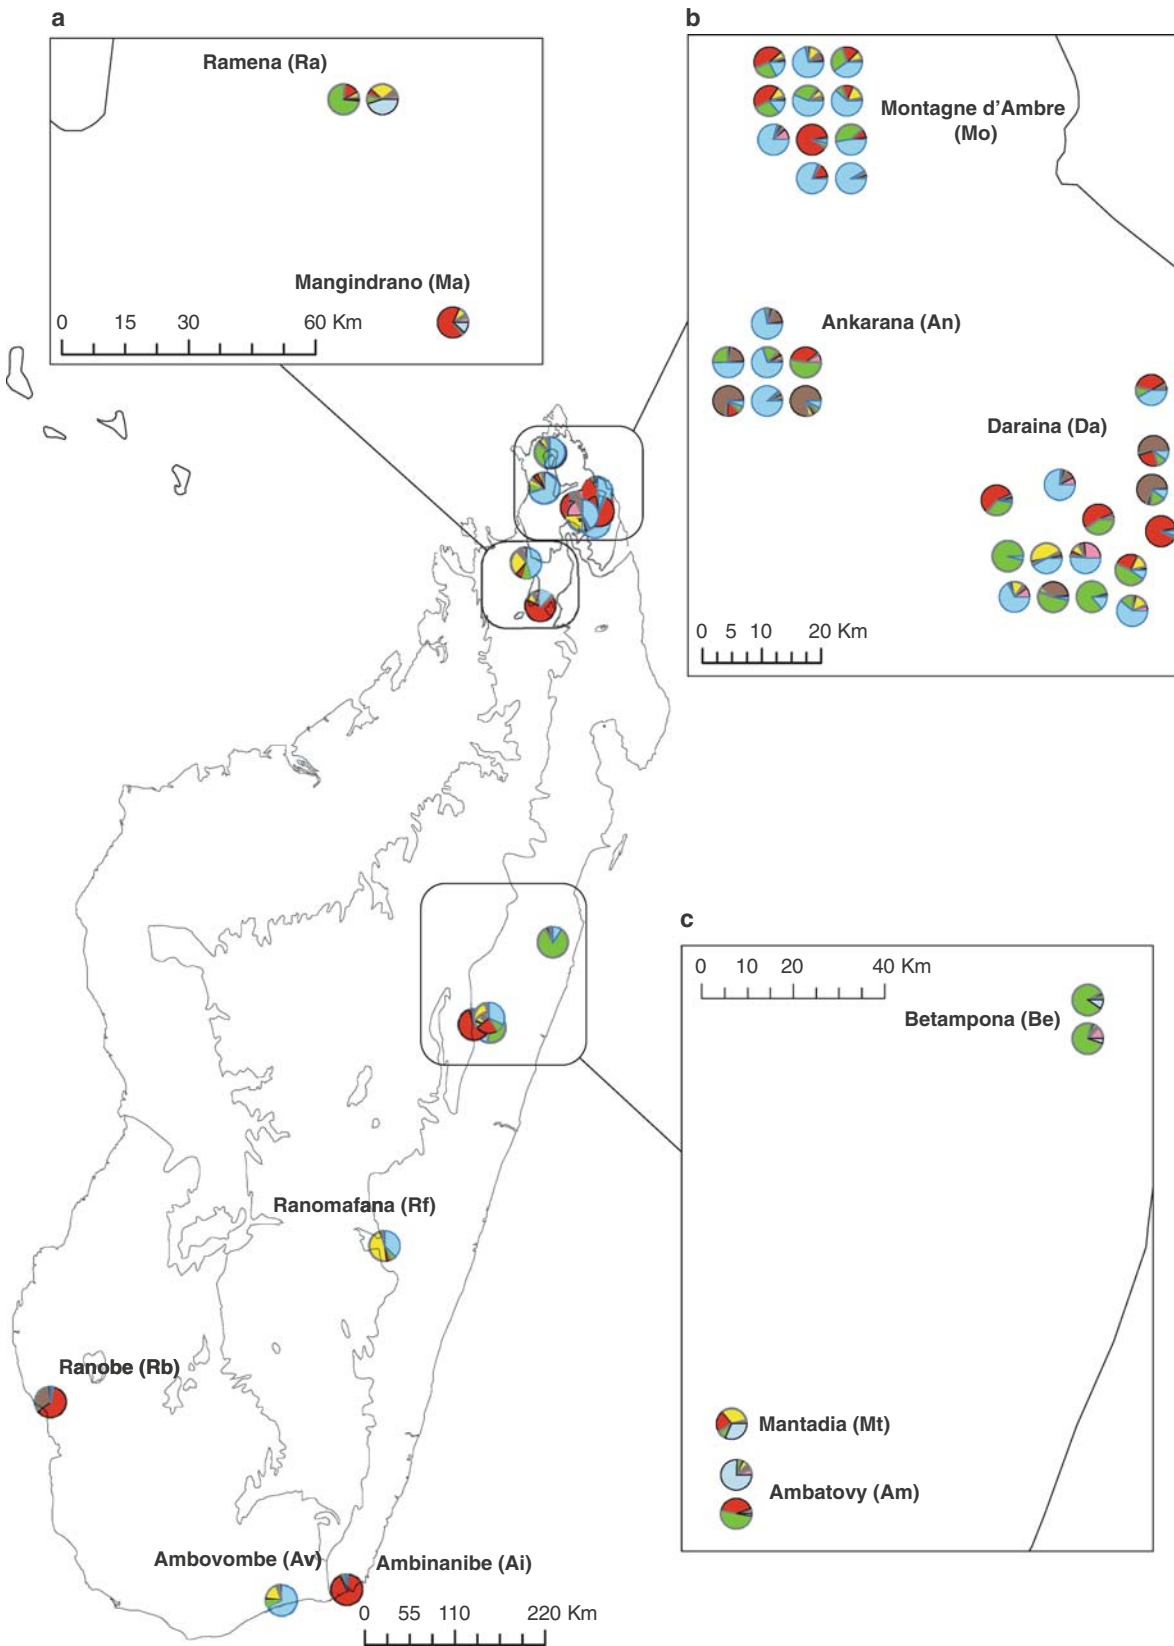 a
Ramena (Ra)
Mangindrano (Ma)
0 15 30 60 Km
b
Montagne d'Ambre
(Mo)
Ankarana (An)
Daraina (Da)
0 5 10 20 Km
c
0 10 20 40 Km
Betampona (Be)
Mantadia (Mt)
Ambatovy (Am)
Ranomafana (Rf)
Ranobe (Rb)
Ambovombe (Av)
Ambinanibe (Ai)
0 55 110 220 Km